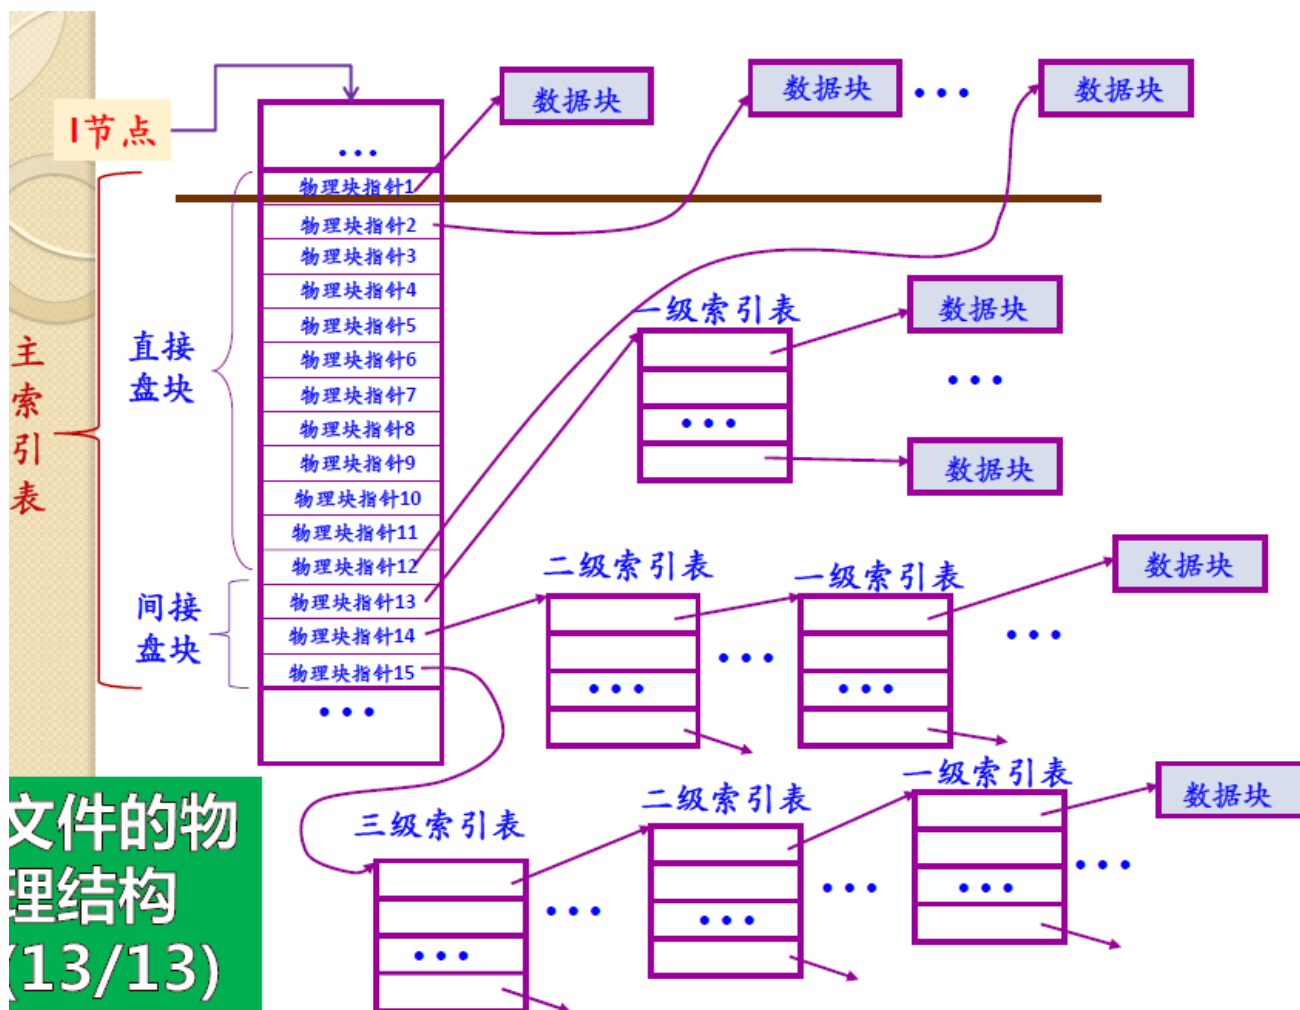 I节点
•••
物理块指针1
物理块指针2
物理块指针3
物理块指针4
物理块指针5
物理块指针6
物理块指针7
物理块指针8
物理块指针9
物理块指针10
物理块指针11
物理块指针12
物理块指针13
物理块指针14
物理块指针15
•••
主
索
引
表
直接
盘块
间接
盘块
数据块
数据块
•••
数据块
一级索引表
•••
数据块
•••
数据块
二级索引表
•••
•••
一级索引表
•••
数据块
•••
三级索引表
•••
•••
二级索引表
•••
•••
一级索引表
•••
数据块
•••
文件的物
理结构
(13/13)